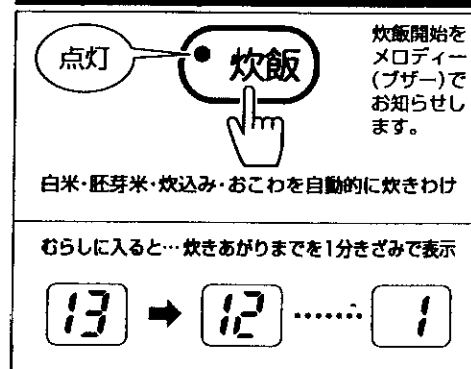 点灯
炊飯
炊飯開始を
メロディー
(ブザー)で
お知らせし
ます。
白米・胚芽米・炊込み・おこわを自動的に炊きわけ
むらしに入ると…炊きあがりまでを1分きざみで表示
13 ➡ 12 ……. 1